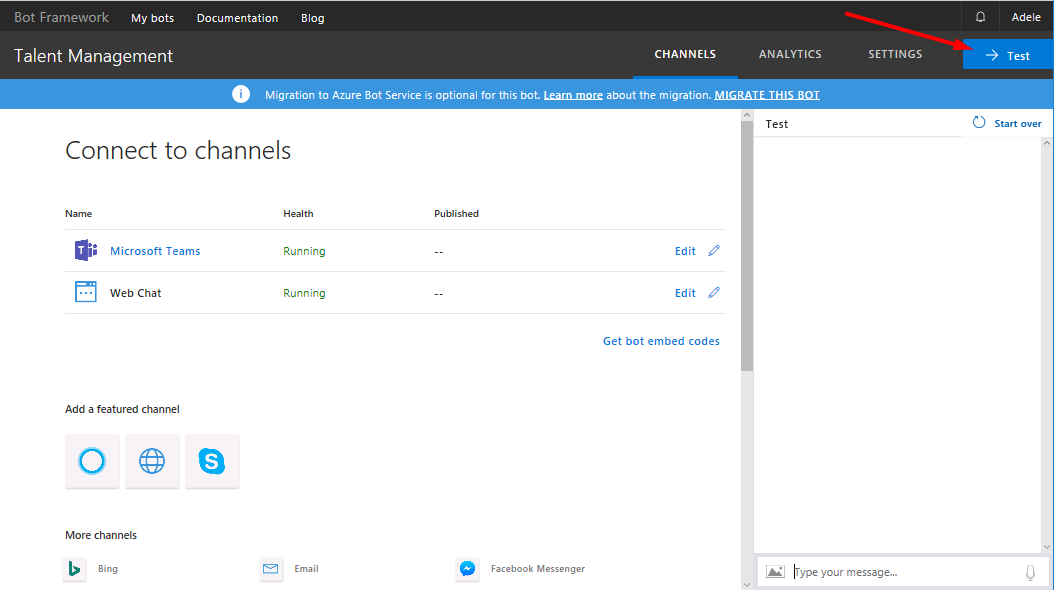 Bot Framework My bots Documentation Blog Adele
Talent Management CHANNELS ANALYTICS SETTINGS → Test
i Migration to Azure Bot Service is optional for this bot. Learn more about the migration. MIGRATE THIS BOT
Test Start over
Connect to channels
Name Health Published
T Microsoft Teams Running -- Edit
Web Chat Running -- Edit
Get bot embed codes
Add a featured channel
S
More channels
Bing Email Facebook Messenger
Type your message...